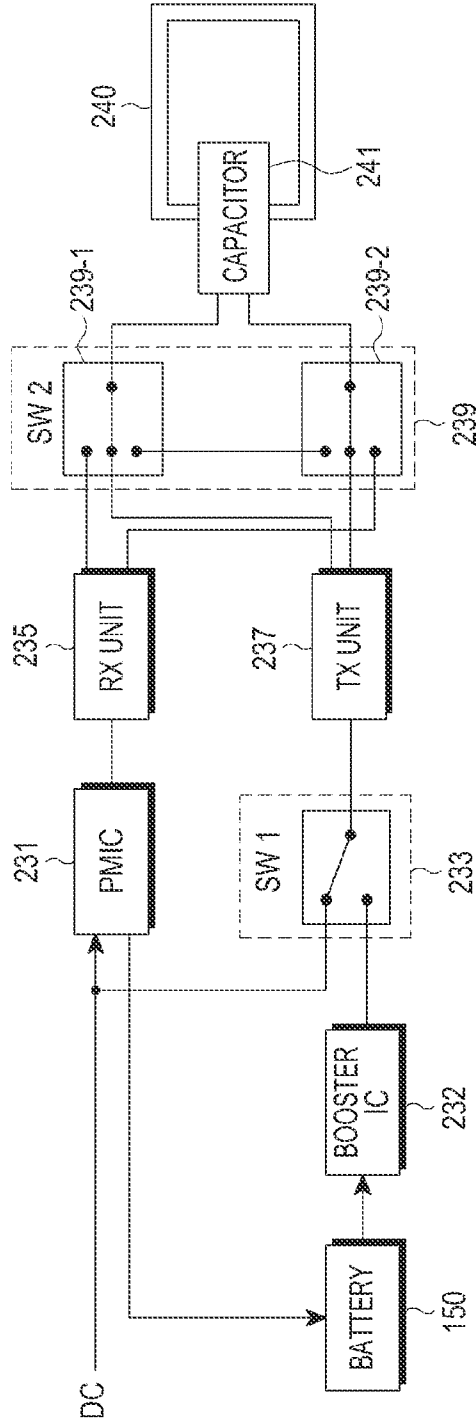 DC
BATTERY
150
BOOSTER
IC
232
PMIC
231
SW 1
233
RX UNIT
235
TX UNIT
237
SW 2
239-1
239-2
239
CAPACITOR
240
241